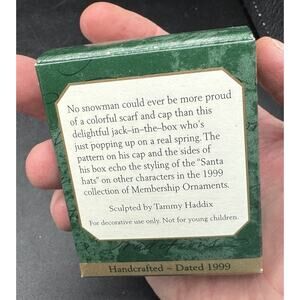 No snowman could ever be more proud
of a colorful scarf and cap than this
delightful jack-in-the-box who's
just popping up on a real spring. The
pattern on his cap and the sides of
his box echo the styling of the "Santa
hats" on other characters in the 1999
collection of Membership Ornaments.
Sculpted by Tammy Haddix
For decorative use only. Not for young children.
Handcrafted ~ Dated 1999